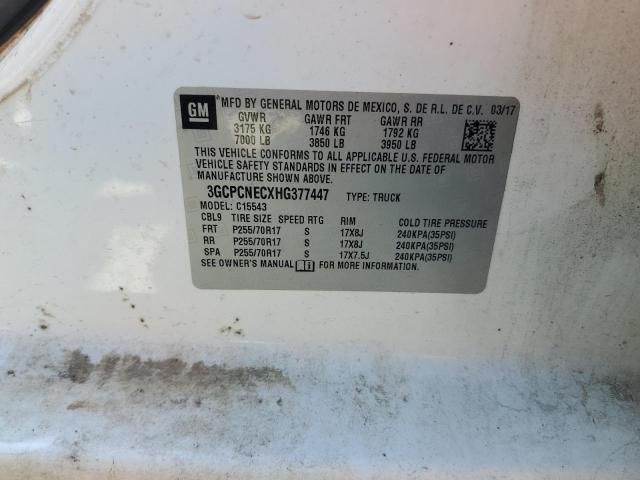 GM
MFD BY GENERAL MOTORS DE MEXICO, S. DE R.L. DE C.V. 03/17
GVWR GAWR FRT GAWR RR
3175 KG 1746 KG 1792 KG
7000 LB 3850 LB 3950 LB
THIS VEHICLE CONFORMS TO ALL APPLICABLE U.S. FEDERAL MOTOR
VEHICLE SAFETY STANDARDS IN EFFECT ON THE DATE OF MANUFACTURE
SHOWN ABOVE.
3GCPCNECXHG377447 TYPE: TRUCK
MODEL: C15543
CBL9 TIRE SIZE SPEED RTG RIM COLD TIRE PRESSURE
FRT P255/70R17 S 17X8J 240KPA(35PSI)
RR P255/70R17 S 17X8J 240KPA(35PSI)
SPA P255/70R17 S 17X7.5J 240KPA(35PSI)
SEE OWNER'S MANUAL FOR MORE INFORMATION.